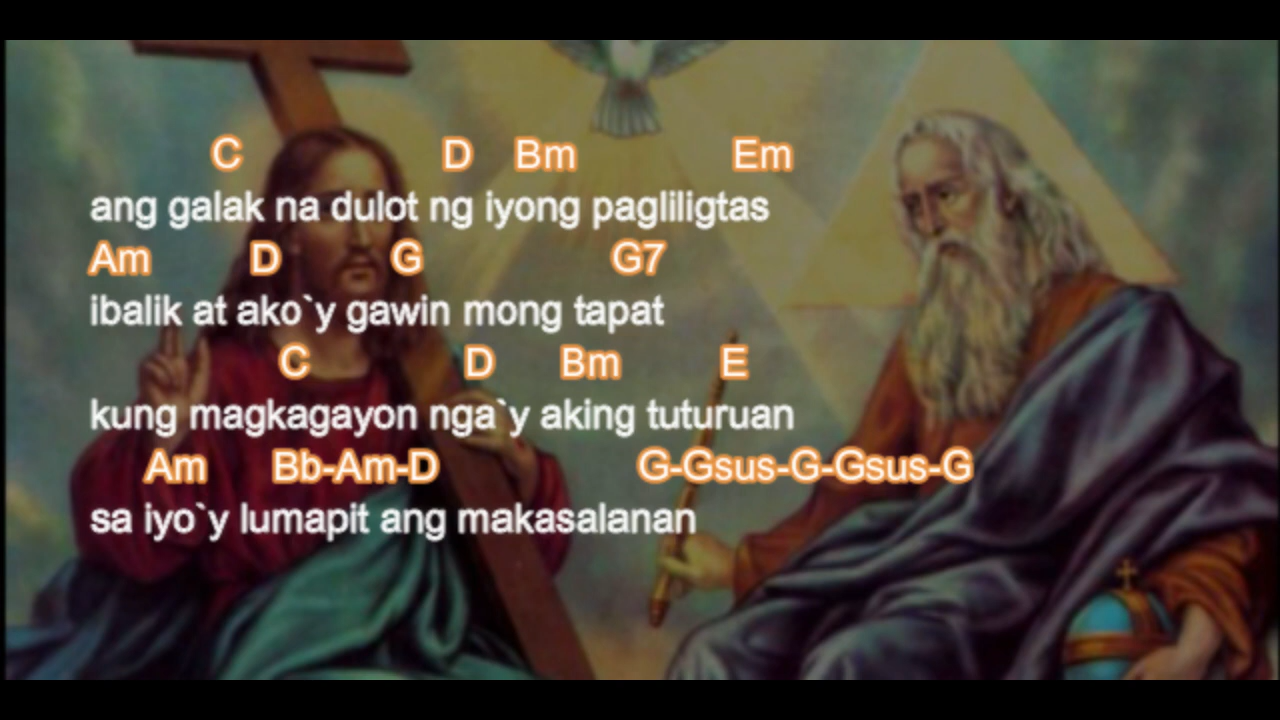 C D Bm Em
ang galak na dulot ng iyong pagliligtas
Am D G G7
ibalik at ako`y gawin mong tapat
C D Bm E
kung magkagayon nga`y aking tuturuan
Am Bb-Am-D G-Gsus-G-Gsus-G
sa iyo`y lumapit ang makasalanan